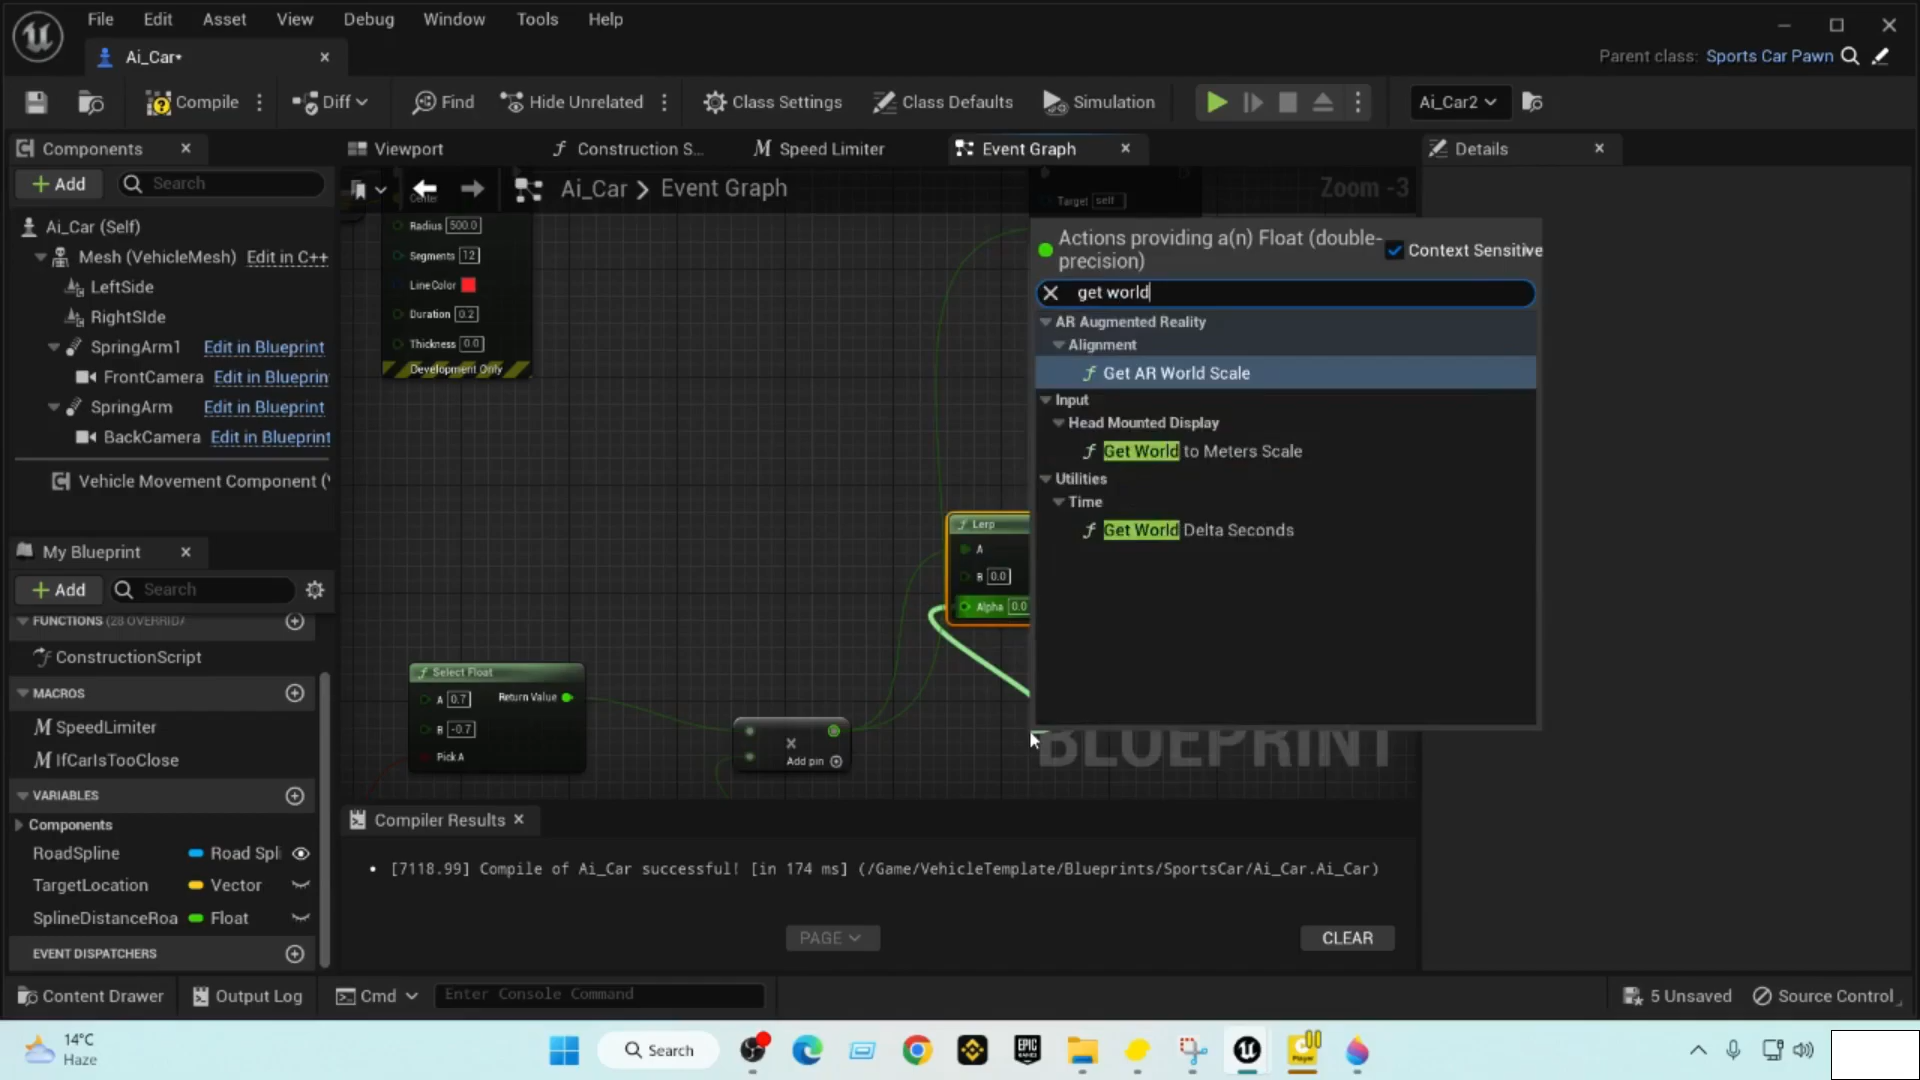 File Edit Asset View Debug Window Tools Help
Ai_Car•
Parent class: Sports Car Pawn
Compile Diff Find Hide Unrelated Class Settings Class Defaults Simulation Ai_Car2
Components
Viewport Construction S... Speed Limiter Event Graph
Details
Add Search
Ai_Car > Event Graph
Zoom -3
Ai_Car (Self)
Mesh (VehicleMesh) Edit in C++
LeftSide
RightSIde
SpringArm1 Edit in Blueprint
FrontCamera Edit in Blueprin
SpringArm Edit in Blueprint
BackCamera Edit in Blueprint
Vehicle Movement Component (
Center
Radius 500.0
Segments 12
Line Color
Duration 0.2
Thickness 0.0
Development Only
Target self
Actions providing a(n) Float (double-
precision)
Context Sensitive
get world
AR Augmented Reality
Alignment
Get AR World Scale
Input
Head Mounted Display
Get World to Meters Scale
Utilities
Time
Get World Delta Seconds
Lerp
A
B 0.0
Alpha 0.0
Select Float
A 0.7 Return Value
B -0.7
Pick A
X
Add pin
BLUEPRINT
My Blueprint
Add Search
FUNCTIONS (28 OVERRID
ConstructionScript
MACROS
SpeedLimiter
IfCarIsTooClose
VARIABLES
Components
RoadSpline Road Spli
TargetLocation Vector
SplineDistanceRoa Float
EVENT DISPATCHERS
Compiler Results
[7118.99] Compile of Ai_Car successful! [in 174 ms] (/Game/VehicleTemplate/Blueprints/SportsCar/Ai_Car.Ai_Car)
PAGE
CLEAR
Content Drawer Output Log Cmd Enter Console Command
5 Unsaved Source Control
14°C
Haze
Search
EPIC
GAMES
Player